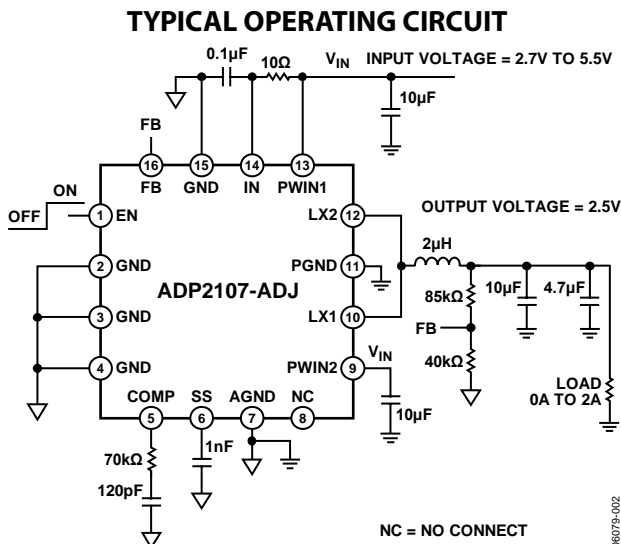 TYPICAL OPERATING CIRCUIT
0.1µF
10Ω
VIN
INPUT VOLTAGE = 2.7V TO 5.5V
10µF
FB
16 15 14 13
FB GND IN PWIN1
ON
OFF
1 EN
LX2 12
OUTPUT VOLTAGE = 2.5V
2µH
2 GND
PGND 11
ADP2107-ADJ
85kΩ
10µF
4.7µF
3 GND
LX1 10
FB
4 GND
PWIN2 9
VIN
40kΩ
LOAD
0A TO 2A
COMP SS AGND NC
5 6 7 8
10µF
70kΩ
1nF
120pF
NC = NO CONNECT
06079-002